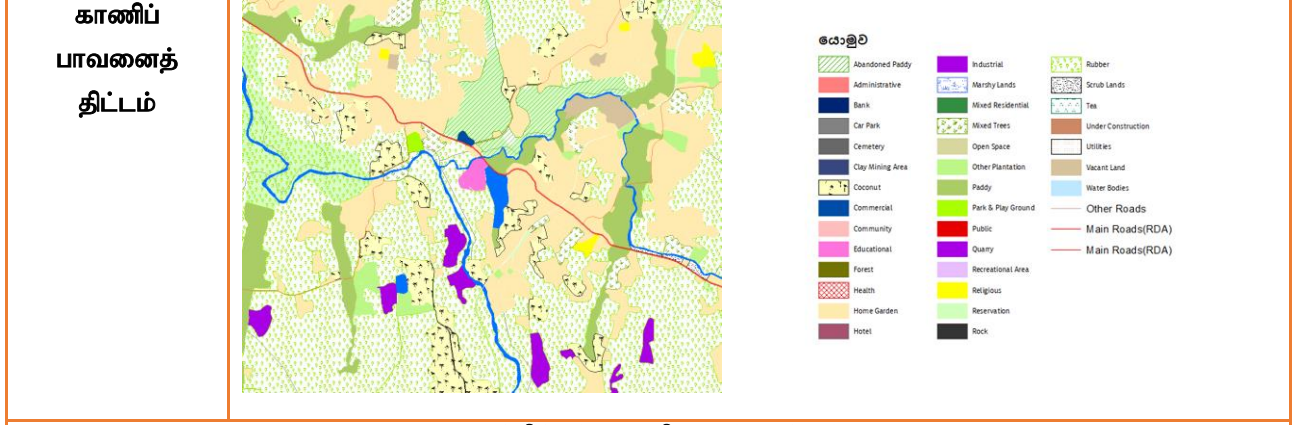 காணிப்
பாவனைத்
திட்டம்
යොමුව
Abandoned Paddy
Administrative
Bank
Car Park
Cemetery
Clay Mining Area
Coconut
Commercial
Community
Educational
Forest
Health
Home Garden
Hotel
Industrial
Marshy Lands
Mixed Residential
Mixed Trees
Open Space
Other Plantation
Paddy
Park & Play Ground
Public
Quarry
Recreational Area
Religious
Reservation
Rock
Rubber
Scrub Lands
Tea
Under Construction
Utilities
Vacant Land
Water Bodies
Other Roads
Main Roads(RDA)
Main Roads(RDA)